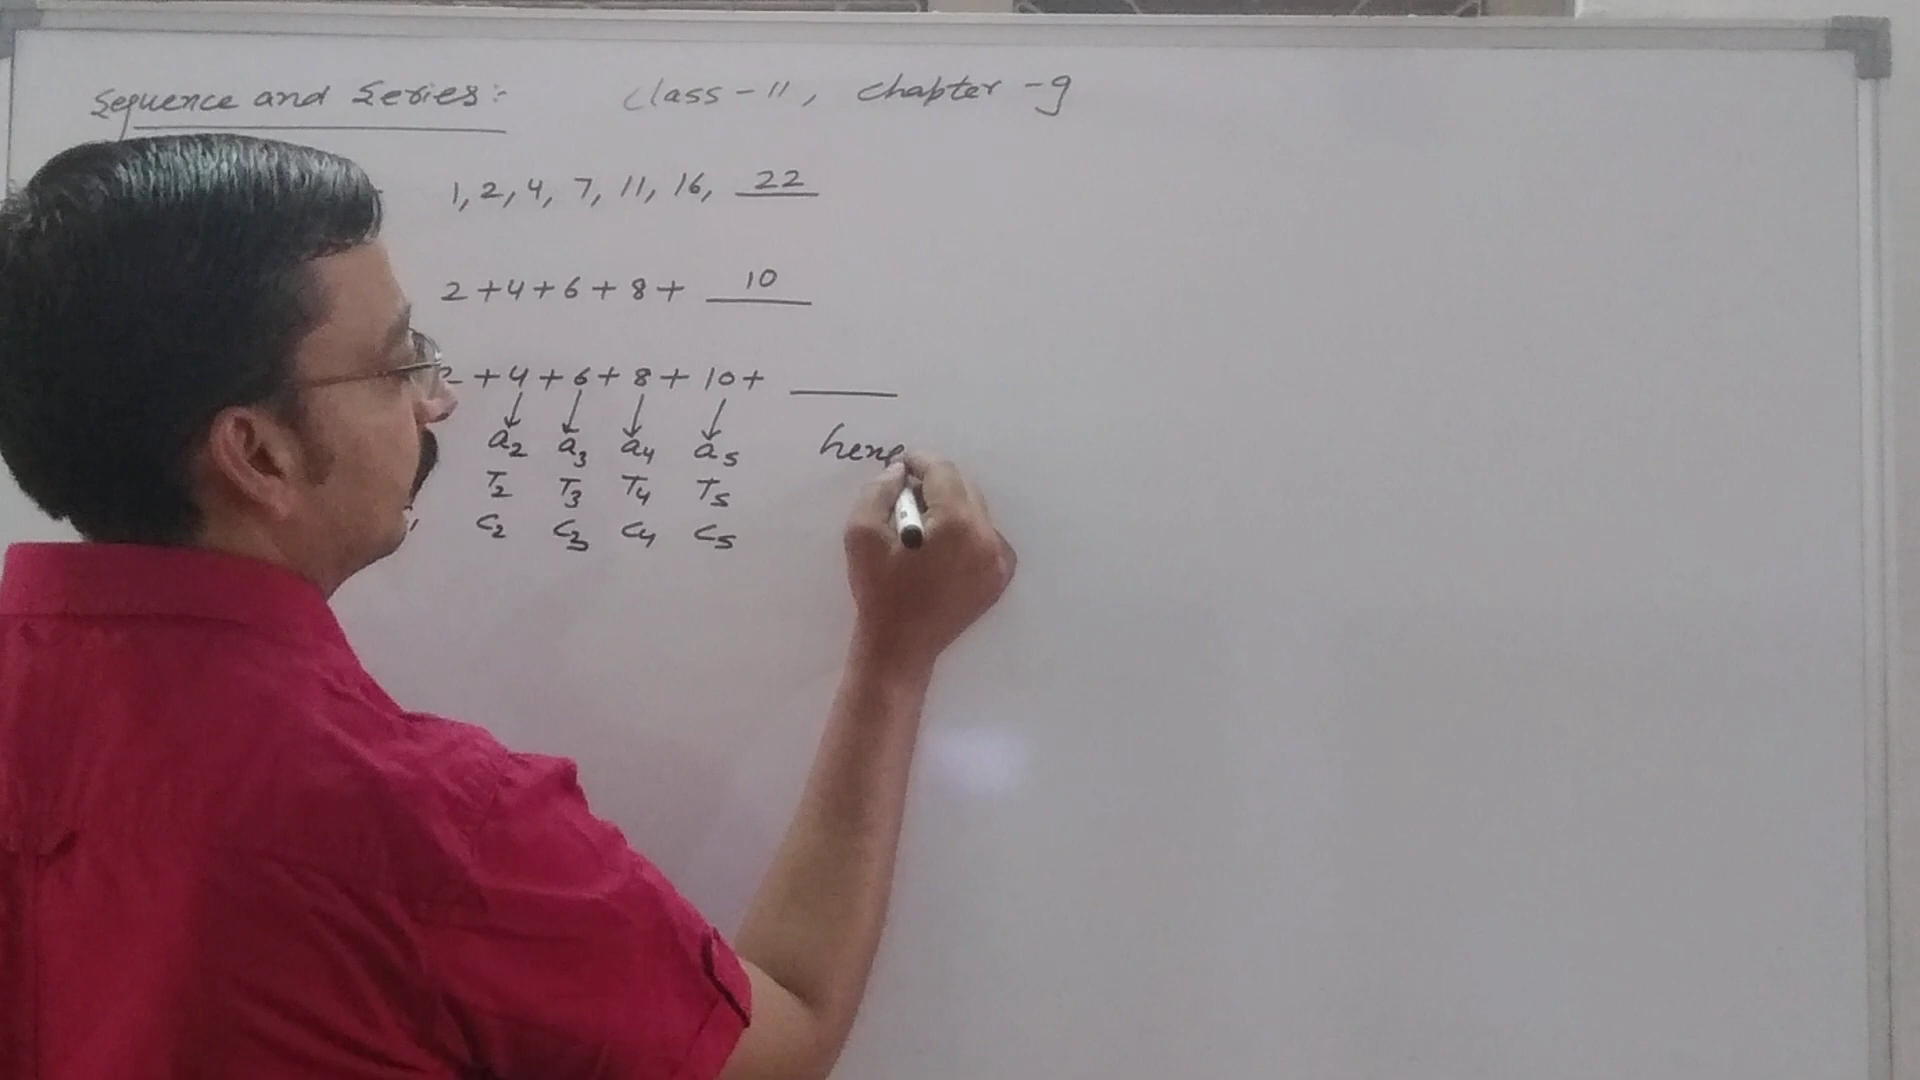 Sequence and Series:-
Class-11, Chapter-9
1, 2, 4, 7, 11, 16, 22
2+4+6+8+ 10
2 +4+6+8+10+
↓ ↓ ↓ ↓
a2 a3 a4 a5
here
T2 T3 T4 T5
C2 C3 C4 C5